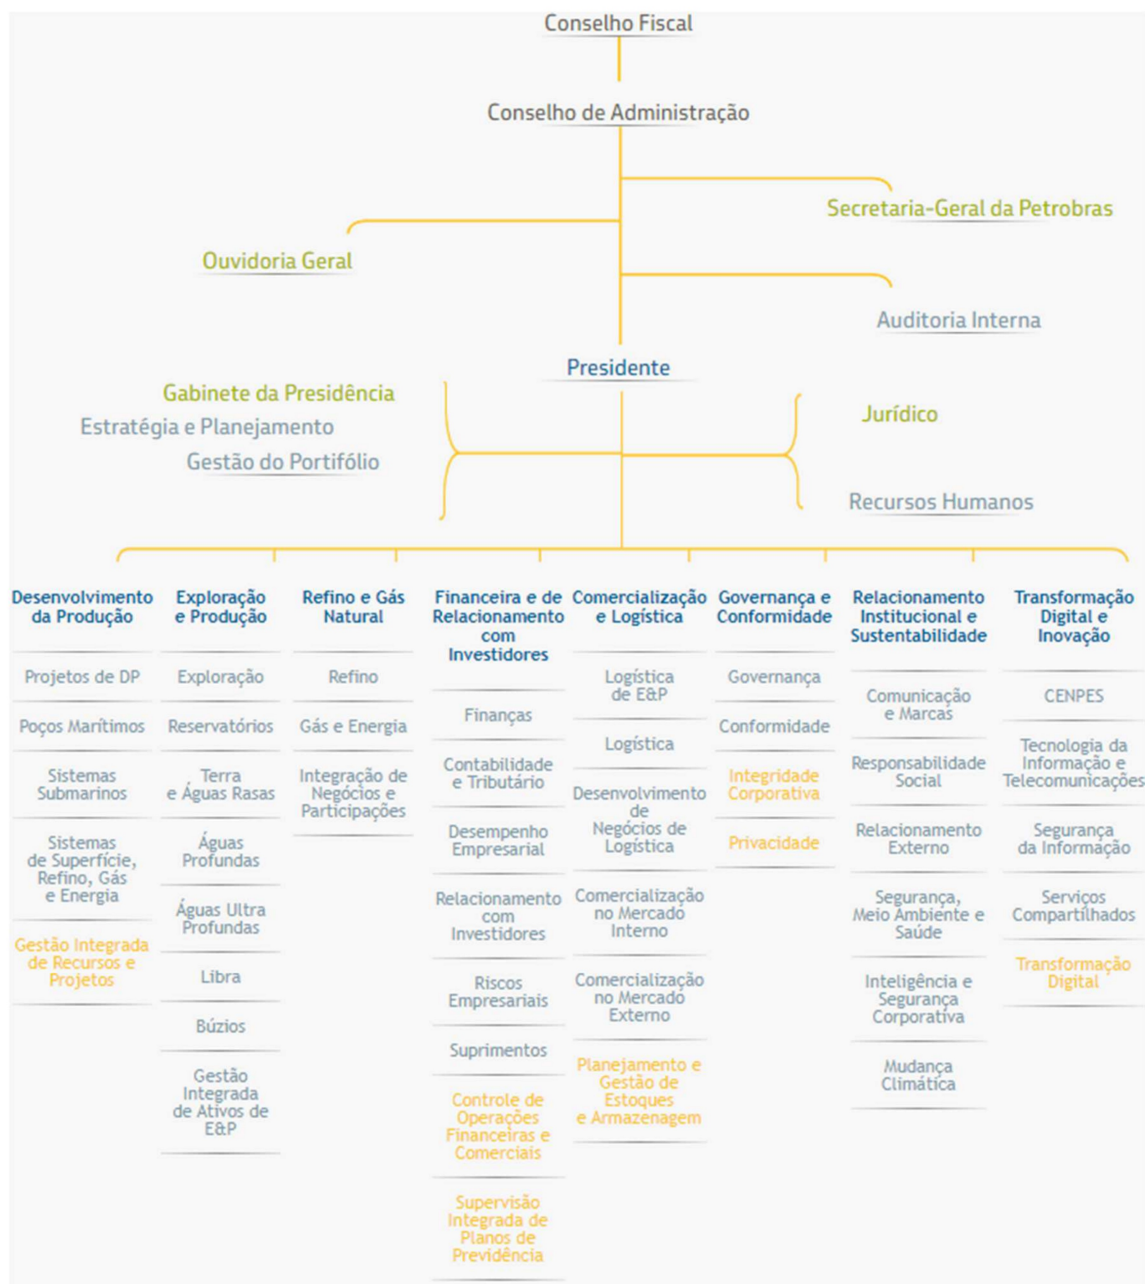 Conselho Fiscal
Conselho de Administração
Secretaria-Geral da Petrobras
Ouvidoria Geral
Auditoria Interna
Presidente
Gabinete da Presidência
Estratégia e Planejamento
Gestão do Portifólio
Jurídico
Recursos Humanos
Desenvolvimento
da Produção
Projetos de DP
Poços Marítimos
Sistemas
Submarinos
Sistemas
de Superfície,
Refino, Gás
e Energia
Gestão Integrada
de Recursos e
Projetos
Exploração
e Produção
Exploração
Reservatórios
Terra
e Águas Rasas
Águas
Profundas
Águas Ultra
Profundas
Libra
Búzios
Gestão
Integrada
de Ativos de
E&P
Refino e Gás
Natural
Refino
Gás e Energia
Integração de
Negócios e
Participações
Financeira e de
Relacionamento
com
Investidores
Finanças
Contabilidade
e Tributário
Desempenho
Empresarial
Relacionamento
com
Investidores
Riscos
Empresariais
Suprimentos
Controle de
Operações
Financeiras e
Comerciais
Supervisão
Integrada de
Planos de
Previdência
Comercialização
e Logística
Logística
de E&P
Logística
Desenvolvimento
de
Negócios de
Logística
Comercialização
no Mercado
Interno
Comercialização
no Mercado
Externo
Planejamento e
Gestão de
Estoques
e Armazenagem
Governança e
Conformidade
Governança
Conformidade
Integridade
Corporativa
Privacidade
Relacionamento
Institucional e
Sustentabilidade
Comunicação
e Marcas
Responsabilidade
Social
Relacionamento
Externo
Segurança,
Meio Ambiente e
Saúde
Inteligência e
Segurança
Corporativa
Mudança
Climática
Transformação
Digital e
Inovação
CENPES
Tecnologia da
Informação e
Telecomunicações
Segurança
da Informação
Serviços
Compartilhados
Transformação
Digital